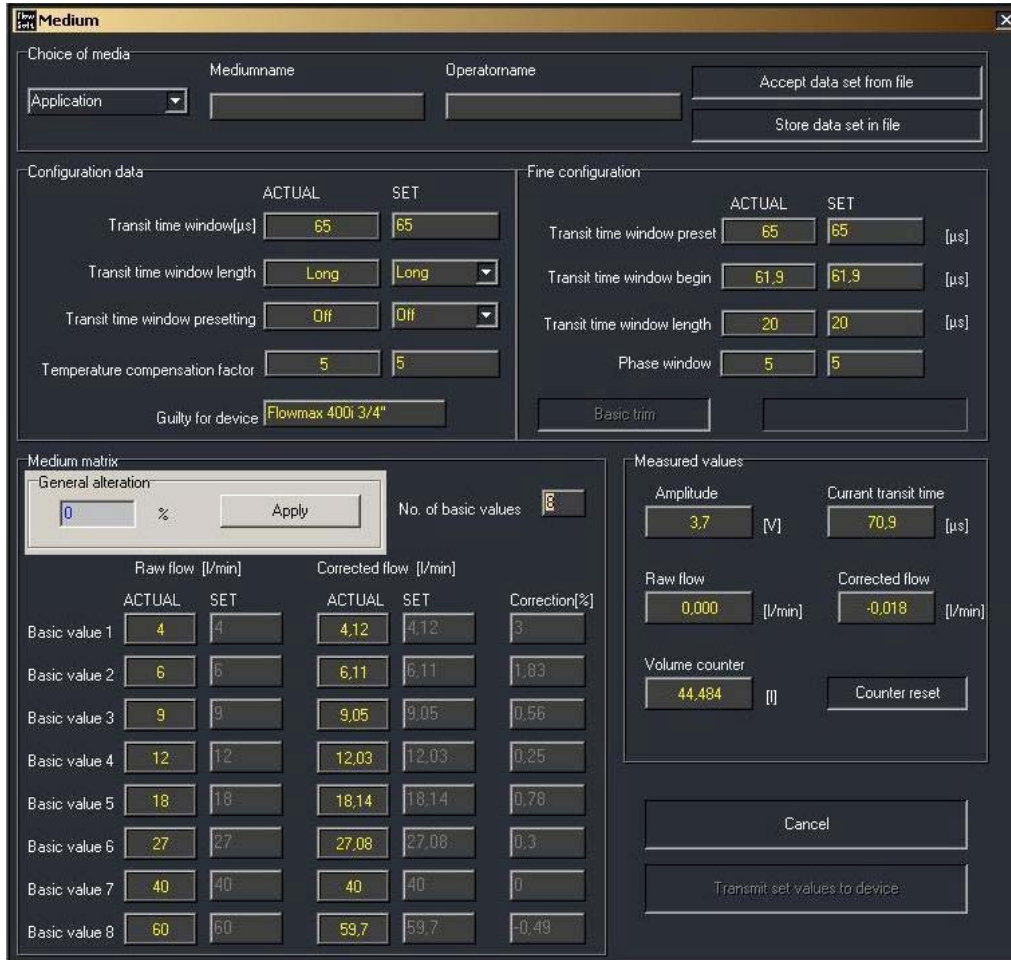 Flow Soft Medium
Choice of media
Mediumname Operatorname
Application
Accept data set from file
Store data set in file
Configuration data
ACTUAL SET
Transit time window[µs] 65 65
Transit time window length Long Long
Transit time window presetting Off Off
Temperature compensation factor 5 5
Guilty for device Flowmax 400i 3/4"
Fine configuration
ACTUAL SET
Transit time window preset 65 65 [µs]
Transit time window begin 61,9 61,9 [µs]
Transit time window length 20 20 [µs]
Phase window 5 5
Basic trim
Medium matrix
General alteration
0 % Apply
No. of basic values 8
Raw flow [l/min] Corrected flow [l/min]
ACTUAL SET ACTUAL SET Correction[%]
Basic value 1 4 4 4,12 4,12 3
Basic value 2 6 6 6,11 6,11 1,83
Basic value 3 9 9 9,05 9,05 0,56
Basic value 4 12 12 12,03 12,03 0,25
Basic value 5 18 18 18,14 18,14 0,78
Basic value 6 27 27 27,08 27,08 0,3
Basic value 7 40 40 40 40 0
Basic value 8 60 60 59,7 59,7 -0,49
Measured values
Amplitude Currant transit time
3,7 [V] 70,9 [µs]
Raw flow Corrected flow
0,000 [l/min] -0,018 [l/min]
Volume counter
44,484 [l] Counter reset
Cancel
Transmit set values to device